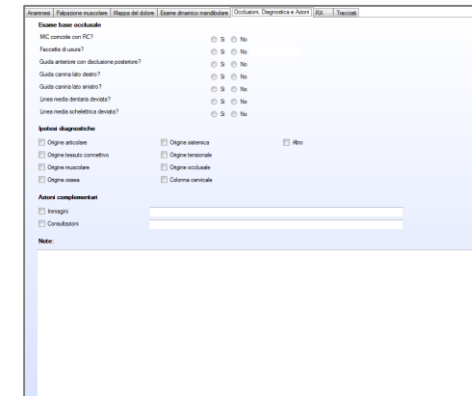 Anamnesi Palpazione muscolare Mappa del dolore Esame dinamico mandibolare Occlusioni, Diagnostica e Azioni RX Tracciati
Esame base occlusale
MIC coincide con RC? Sì No
Faccette di usura? Sì No
Guida anteriore con disclusione posteriore? Sì No
Guida canina lato destro? Sì No
Guida canina lato sinistro? Sì No
Linea media dentaria deviata? Sì No
Linea media scheletrica deviata? Sì No
Ipotesi diagnostiche
Origine articolare Origine sistemica Altro
Origine tessuto connettivo Origine tensionale
Origine muscolare Origine occlusale
Origine ossea Colonna cervicale
Azioni complementari
Immagini
Consultazioni
Note: